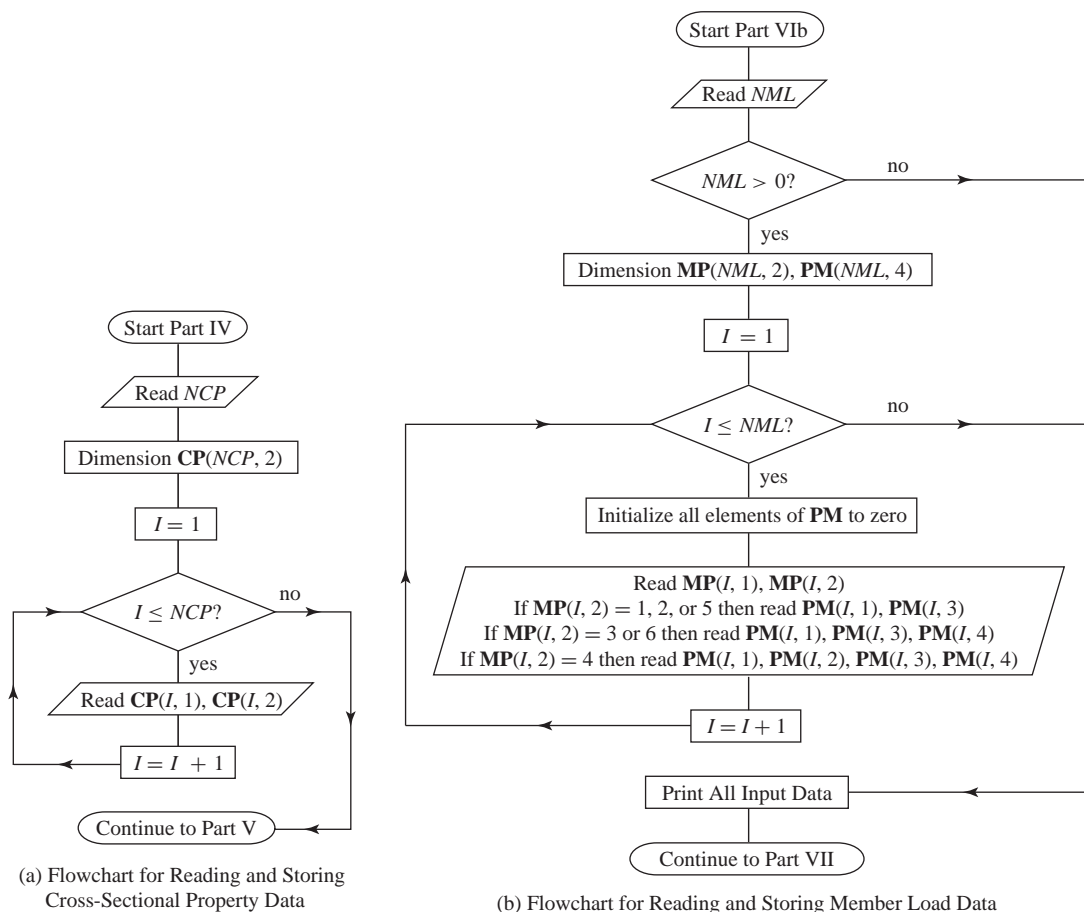 Start Part IV
Read NCP
Dimension CP(NCP, 2)
I = 1
I ≤ NCP?
no
yes
Read CP(I, 1), CP(I, 2)
I = I + 1
Continue to Part V
(a) Flowchart for Reading and Storing
Cross-Sectional Property Data
Start Part VIb
Read NML
NML > 0?
no
yes
Dimension MP(NML, 2), PM(NML, 4)
I = 1
I ≤ NML?
no
yes
Initialize all elements of PM to zero
Read MP(I, 1), MP(I, 2)
If MP(I, 2) = 1, 2, or 5 then read PM(I, 1), PM(I, 3)
If MP(I, 2) = 3 or 6 then read PM(I, 1), PM(I, 3), PM(I, 4)
If MP(I, 2) = 4 then read PM(I, 1), PM(I, 2), PM(I, 3), PM(I, 4)
I = I + 1
Print All Input Data
Continue to Part VII
(b) Flowchart for Reading and Storing Member Load Data